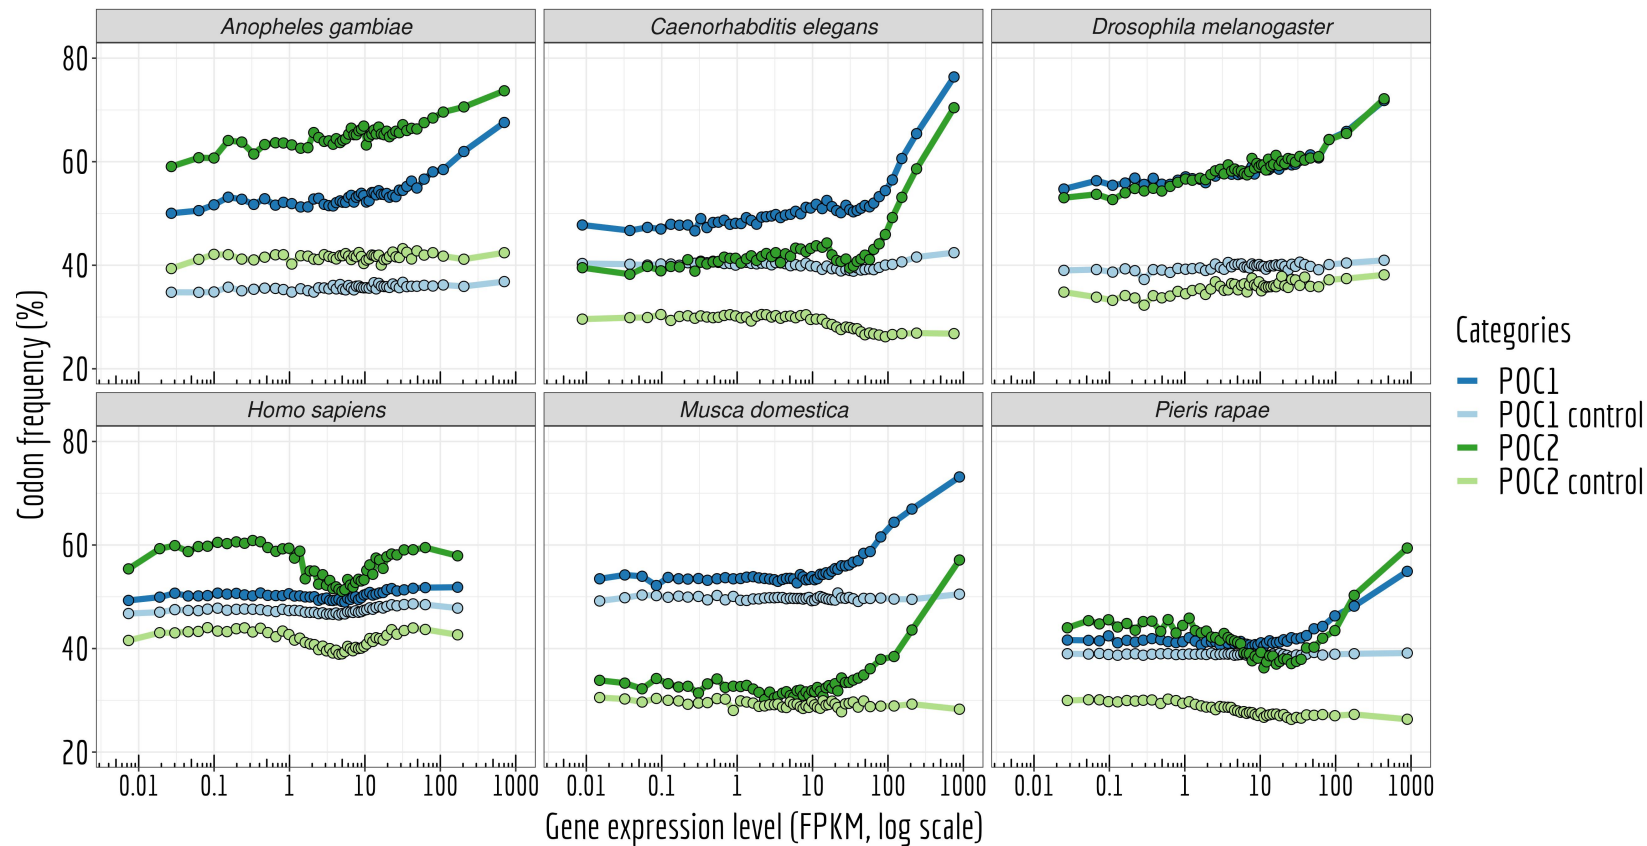 Anopheles gambiae Caenorhabditis elegans Drosophila melanogaster
80
60
40
20
Homo sapiens Musca domestica Pieris rapae
80
60
40
20
0.01 0.1 1 10 100 1000 0.01 0.1 1 10 100 1000 0.01 0.1 1 10 100 1000
Gene expression level (FPKM, log scale)
Codon frequency (%)
Categories
POC1
POC1 control
POC2
POC2 control